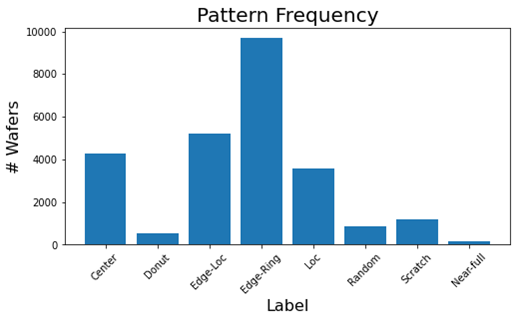 Pattern Frequency
# Wafers
10000
8000
6000
4000
2000
0
Center
Donut
Edge-Loc
Edge-Ring
Loc
Random
Scratch
Near-full
Label